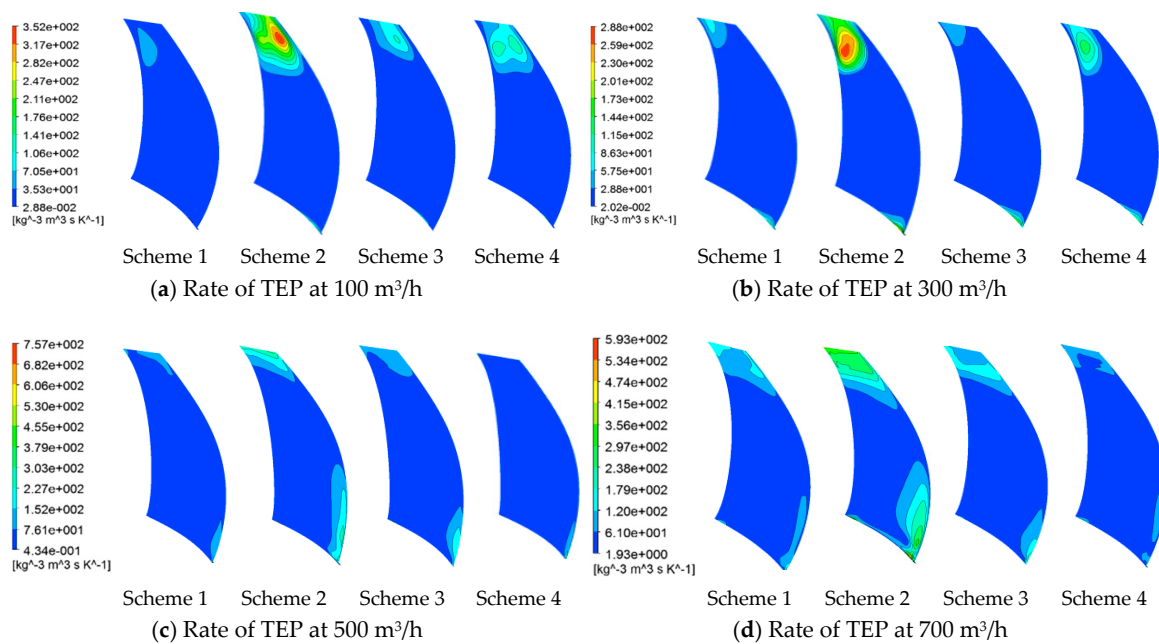 3.52e+002
3.17e+002
2.82e+002
2.47e+002
2.11e+002
1.76e+002
1.41e+002
1.06e+002
7.05e+001
3.53e+001
2.88e-002
[kg^-3 m^3 s K^-1]
Scheme 1 Scheme 2 Scheme 3 Scheme 4
(a) Rate of TEP at 100 m³/h
2.88e+002
2.59e+002
2.30e+002
2.01e+002
1.73e+002
1.44e+002
1.15e+002
8.63e+001
5.75e+001
2.88e+001
2.02e-002
[kg^-3 m^3 s K^-1]
Scheme 1 Scheme 2 Scheme 3 Scheme 4
(b) Rate of TEP at 300 m³/h
7.57e+002
6.82e+002
6.06e+002
5.30e+002
4.55e+002
3.79e+002
3.03e+002
2.27e+002
1.52e+002
7.61e+001
4.34e-001
[kg^-3 m^3 s K^-1]
Scheme 1 Scheme 2 Scheme 3 Scheme 4
(c) Rate of TEP at 500 m³/h
5.93e+002
5.34e+002
4.75e+002
4.15e+002
3.56e+002
2.97e+002
2.38e+002
1.79e+002
1.20e+002
6.10e+001
1.93e+000
[kg^-3 m^3 s K^-1]
Scheme 1 Scheme 2 Scheme 3 Scheme 4
(d) Rate of TEP at 700 m³/h